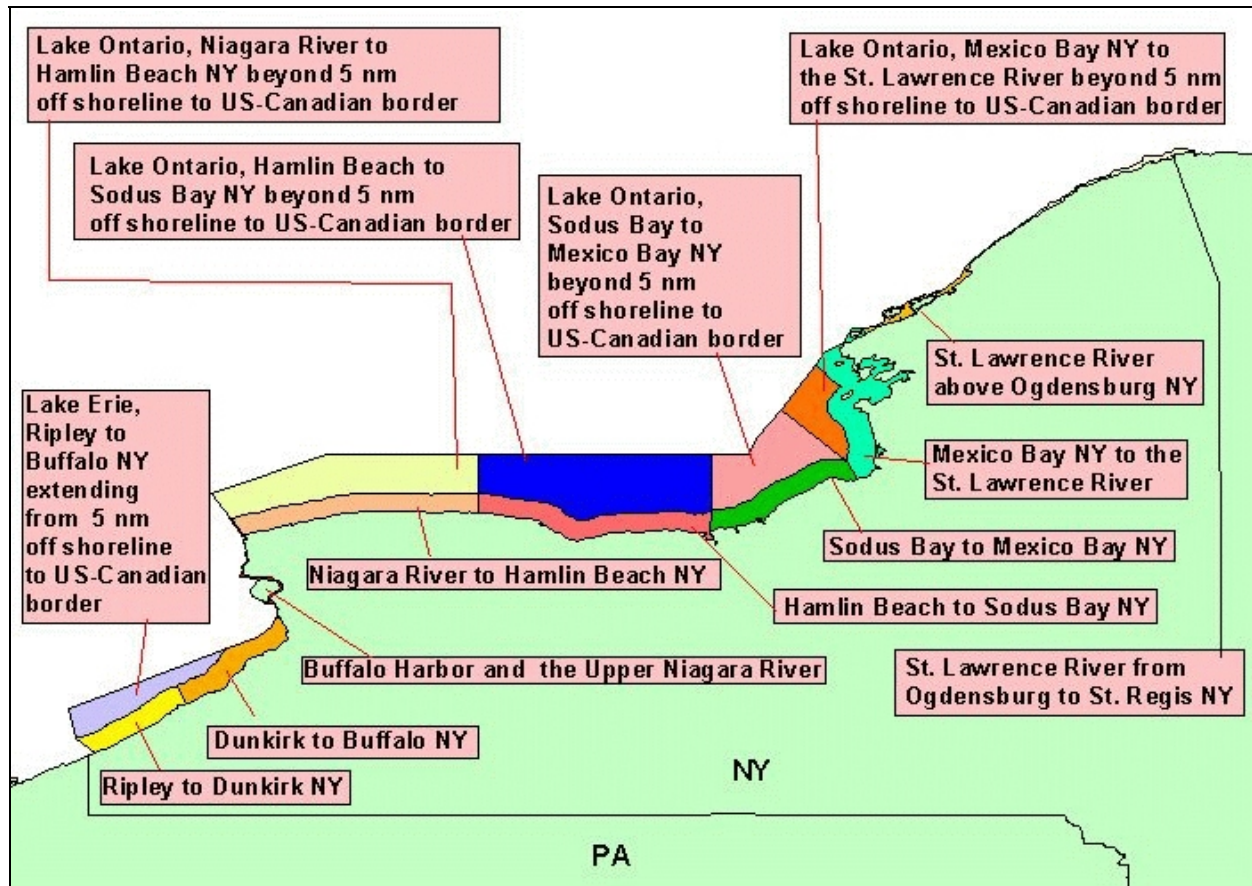 Lake Ontario, Niagara River to
Hamlin Beach NY beyond 5 nm
off shoreline to US-Canadian border
Lake Ontario, Mexico Bay NY to
the St. Lawrence River beyond 5 nm
off shoreline to US-Canadian border
Lake Ontario, Hamlin Beach to
Sodus Bay NY beyond 5 nm
off shoreline to US-Canadian border
Lake Ontario,
Sodus Bay to
Mexico Bay NY
beyond 5 nm
off shoreline to
US-Canadian border
St. Lawrence River
above Ogdensburg NY
Lake Erie,
Ripley to
Buffalo NY
extending
from 5 nm
off shoreline
to US-Canadian
border
Mexico Bay NY to the
St. Lawrence River
Sodus Bay to Mexico Bay NY
Niagara River to Hamlin Beach NY
Hamlin Beach to Sodus Bay NY
Buffalo Harbor and the Upper Niagara River
St. Lawrence River from
Ogdensburg to St. Regis NY
Dunkirk to Buffalo NY
Ripley to Dunkirk NY
NY
PA